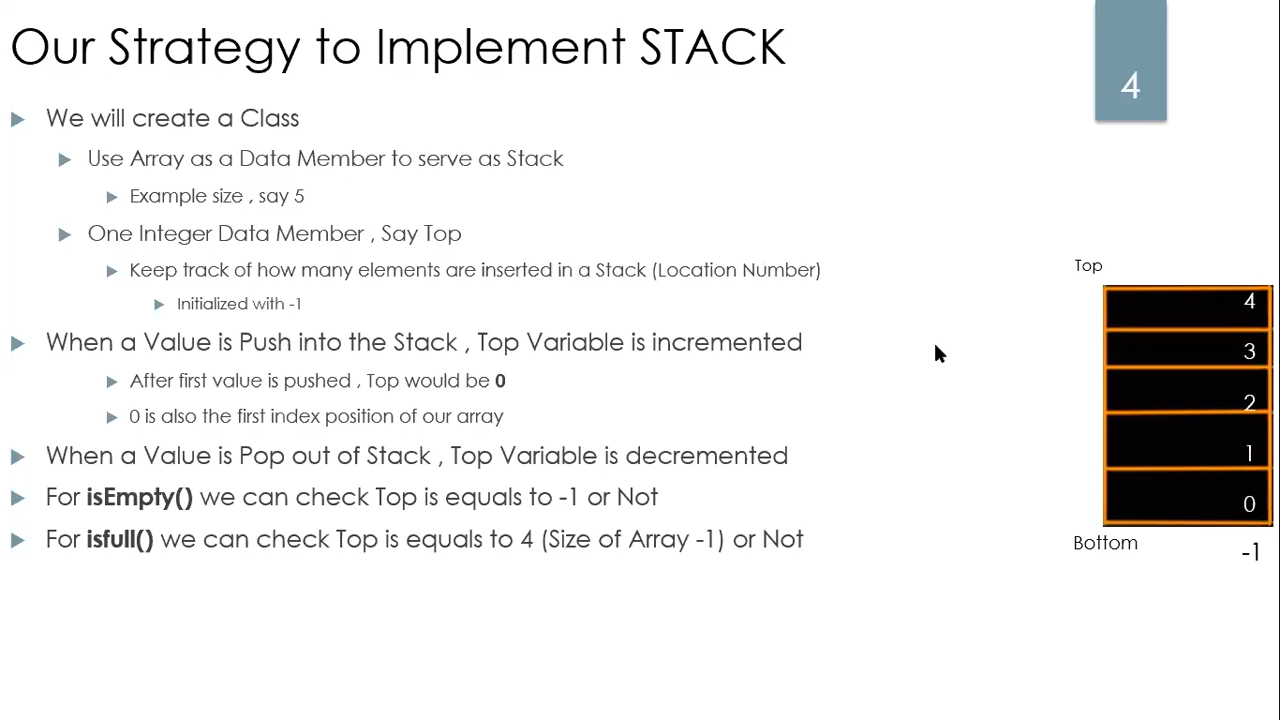 Our Strategy to Implement STACK
4
We will create a Class
Use Array as a Data Member to serve as Stack
Example size , say 5
One Integer Data Member , Say Top
Keep track of how many elements are inserted in a Stack (Location Number)
Initialized with -1
When a Value is Push into the Stack , Top Variable is incremented
After first value is pushed , Top would be 0
0 is also the first index position of our array
When a Value is Pop out of Stack , Top Variable is decremented
For isEmpty() we can check Top is equals to -1 or Not
For isfull() we can check Top is equals to 4 (Size of Array -1) or Not
Top
4
3
2
1
0
Bottom
-1